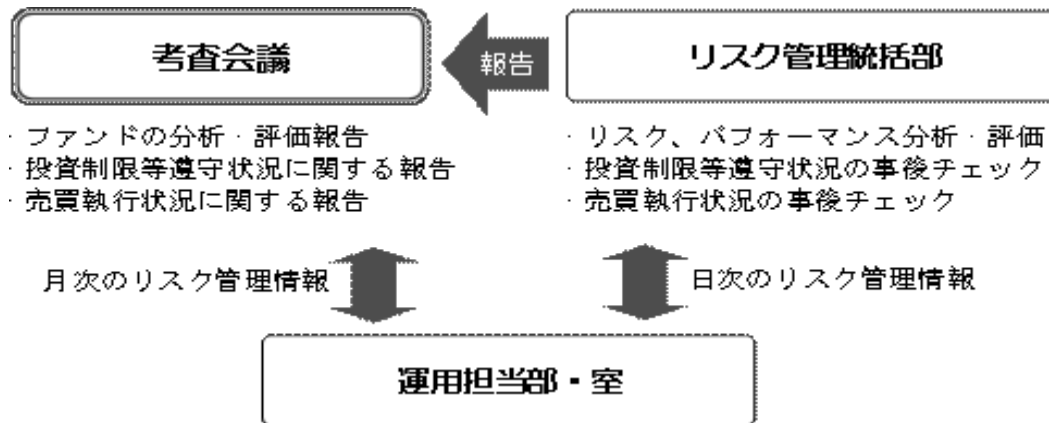 考査会議
報告
リスク管理統括部
・ファンドの分析・評価報告
・投資制限等遵守状況に関する報告
・売買執行状況に関する報告
・リスク、パフォーマンス分析・評価
・投資制限等遵守状況の事後チェック
・売買執行状況の事後チェック
月次のリスク管理情報
日次のリスク管理情報
運用担当部・室